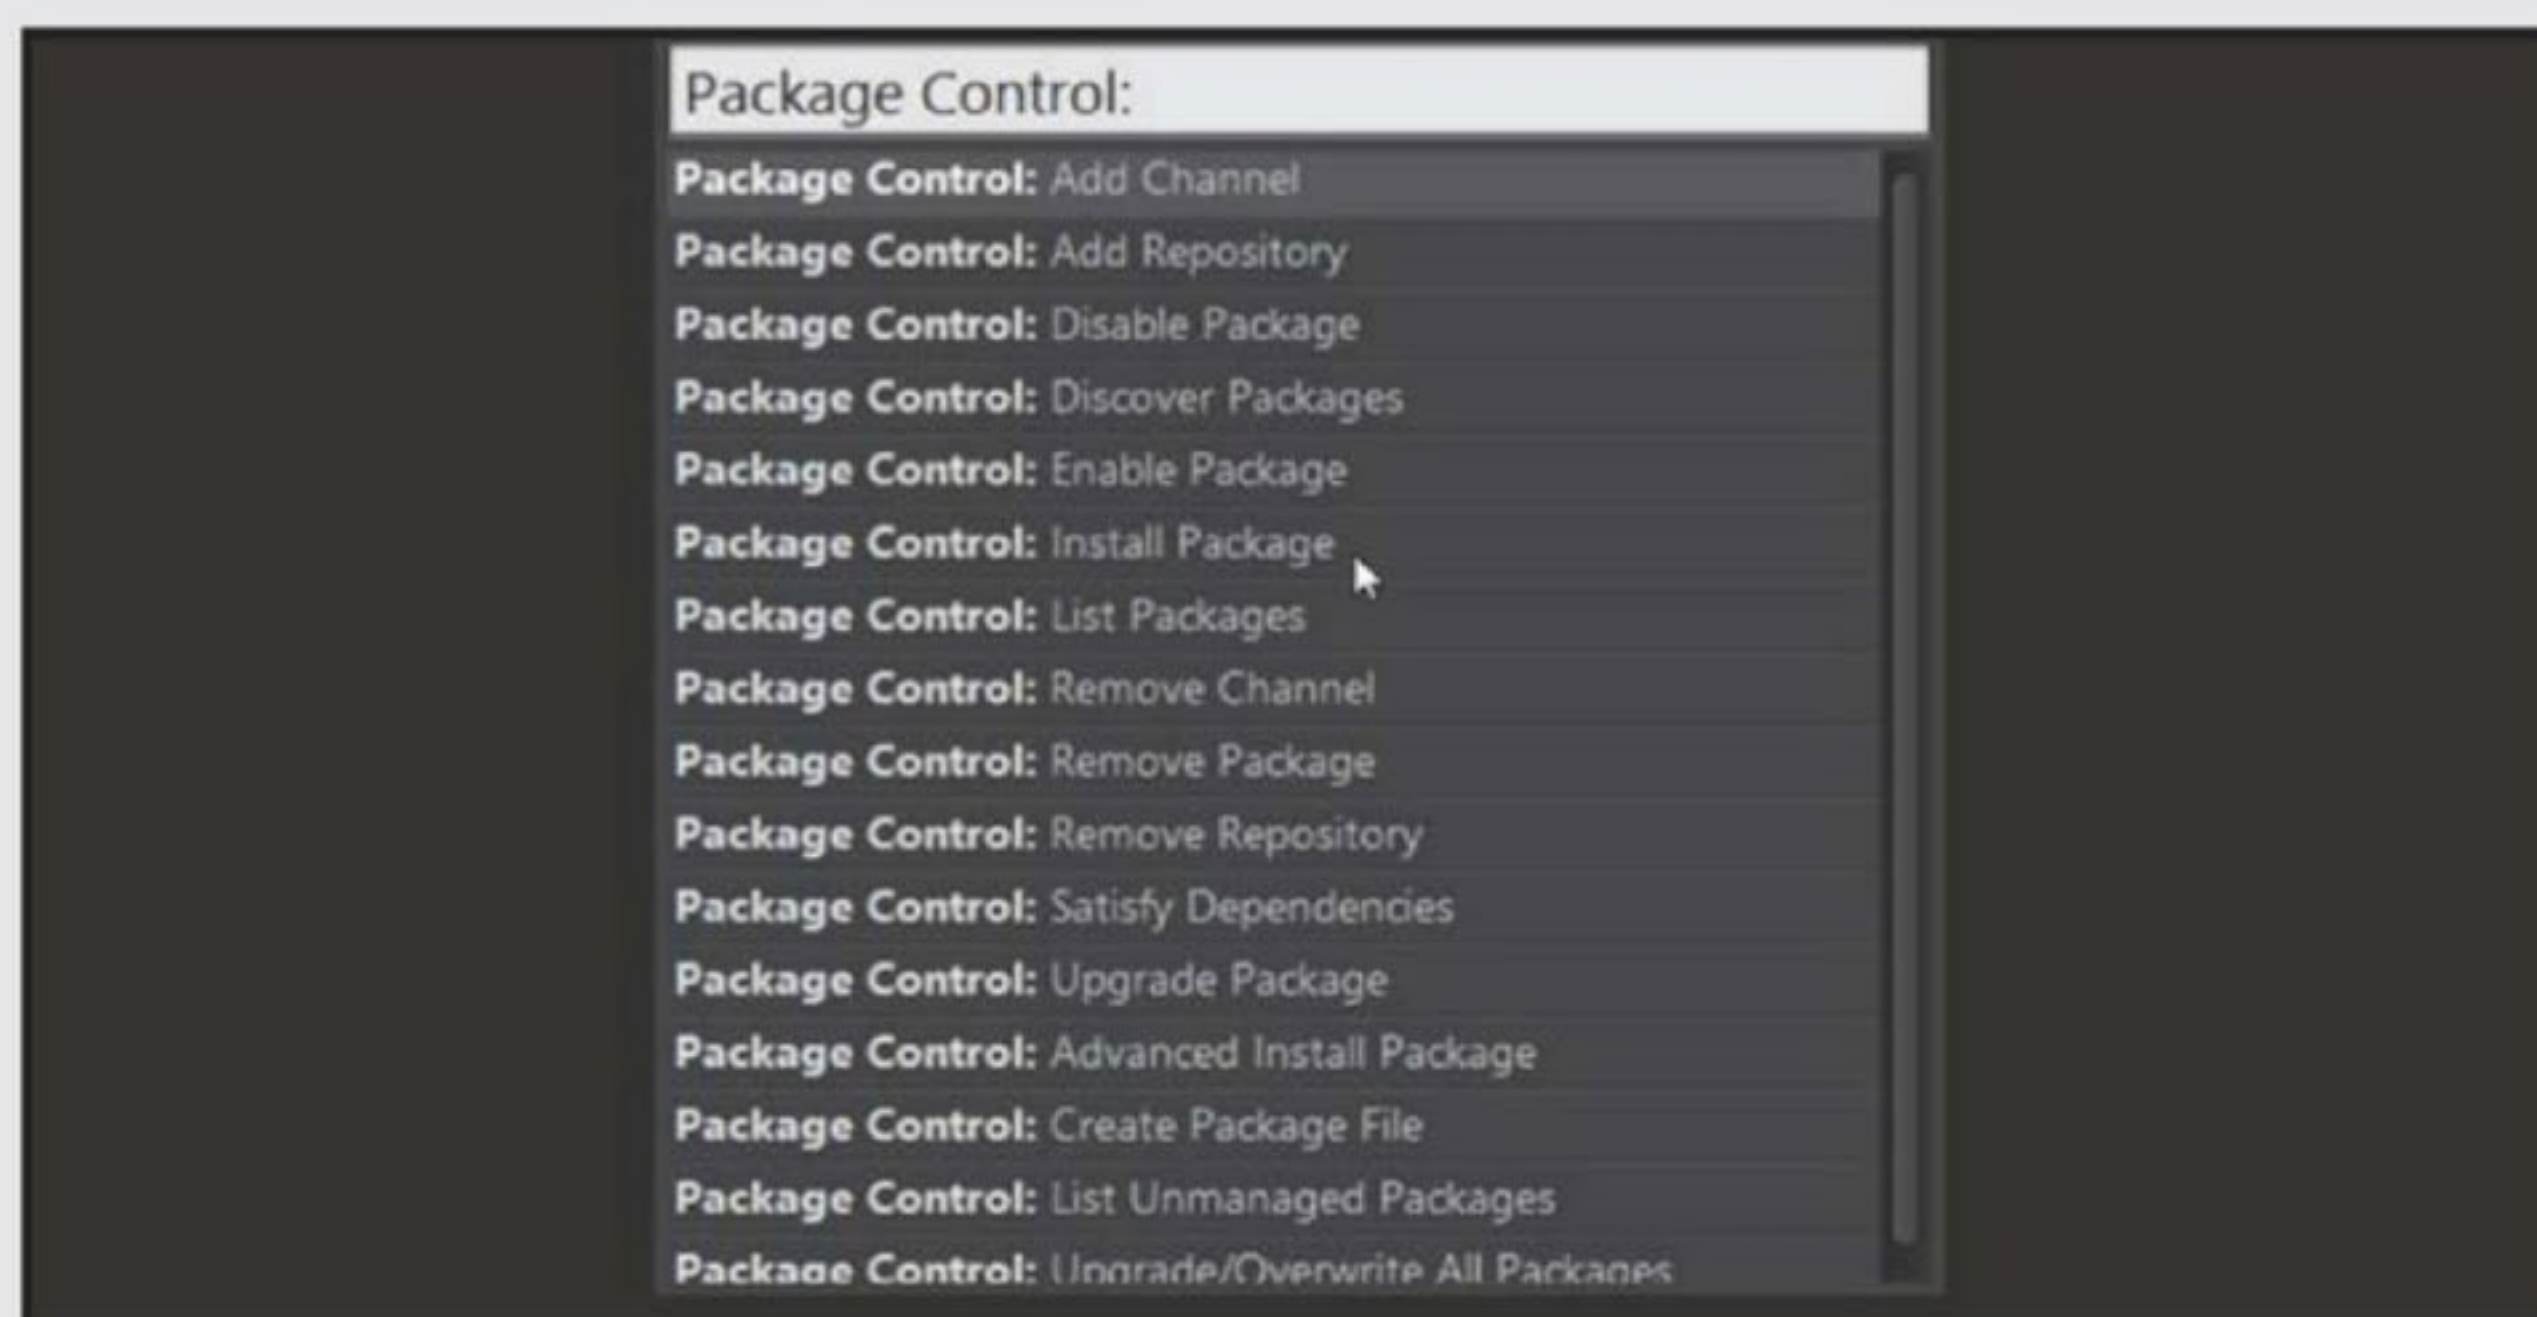 Package Control:
Package Control: Add Channel
Package Control: Add Repository
Package Control: Disable Package
Package Control: Discover Packages
Package Control: Enable Package
Package Control: Install Package
Package Control: List Packages
Package Control: Remove Channel
Package Control: Remove Package
Package Control: Remove Repository
Package Control: Satisfy Dependencies
Package Control: Upgrade Package
Package Control: Advanced Install Package
Package Control: Create Package File
Package Control: List Unmanaged Packages
Package Control: Upgrade/Overwrite All Packages